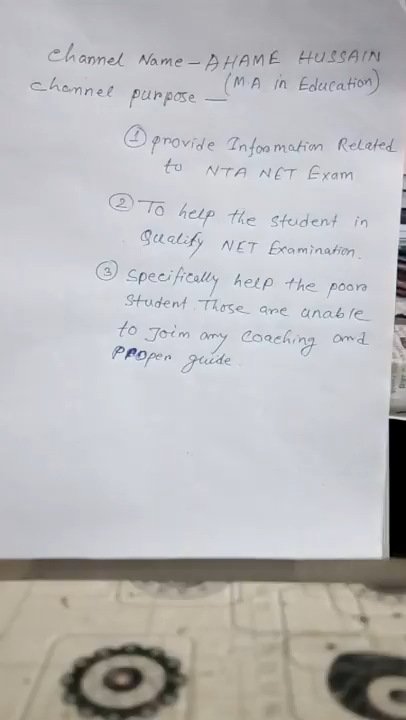 Channel Name - AHAME HUSSAIN
(M.A in Education)
Channel purpose -
① provide Information Related
to NTA NET Exam
② To help the student in
Qualify NET Examination.
③ specifically help the poor
student. Those are unable
to Join any coaching and
PROper guide.